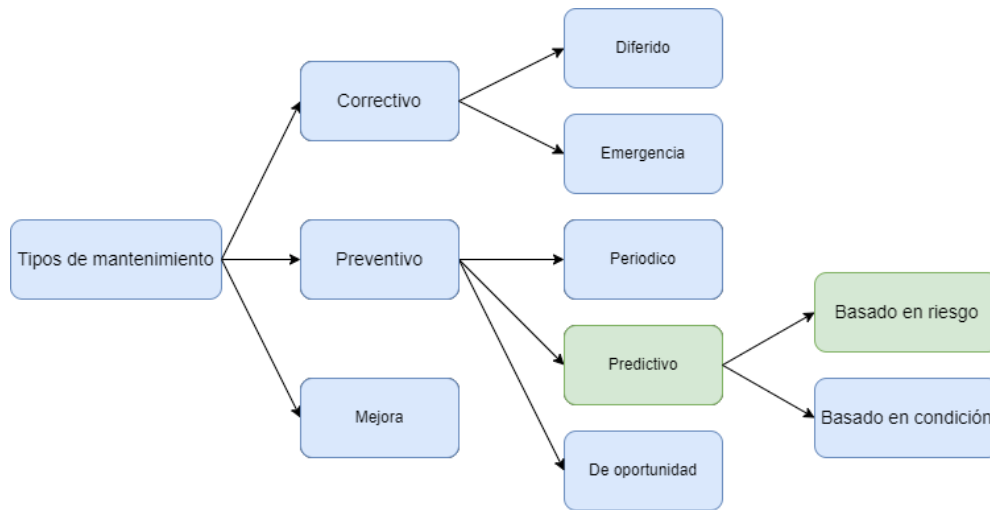 Tipos de mantenimiento
Correctivo
Diferido
Emergencia
Preventivo
Periodico
Predictivo
De oportunidad
Basado en riesgo
Basado en condición
Mejora